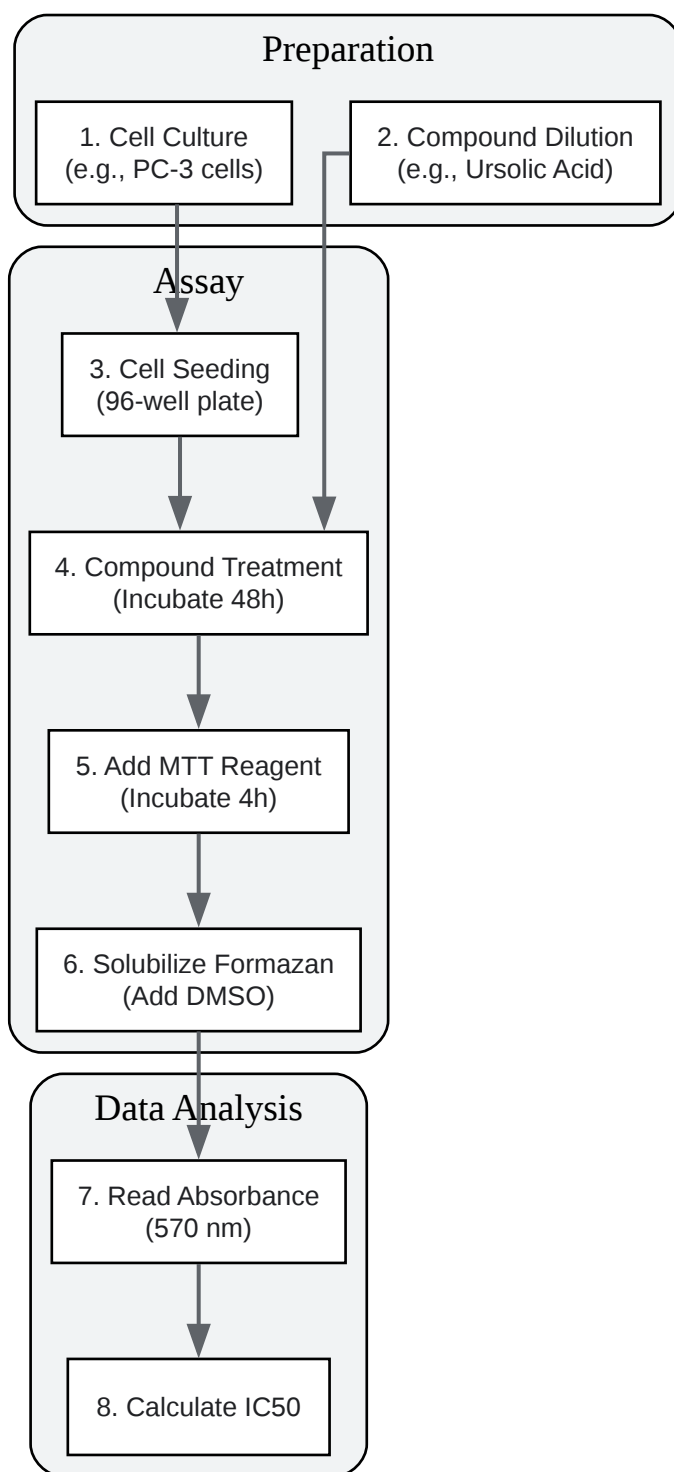 Preparation
1. Cell Culture
(e.g., PC-3 cells)
2. Compound Dilution
(e.g., Ursolic Acid)
Assay
3. Cell Seeding
(96-well plate)
4. Compound Treatment
(Incubate 48h)
5. Add MTT Reagent
(Incubate 4h)
6. Solubilize Formazan
(Add DMSO)
Data Analysis
7. Read Absorbance
(570 nm)
8. Calculate IC50